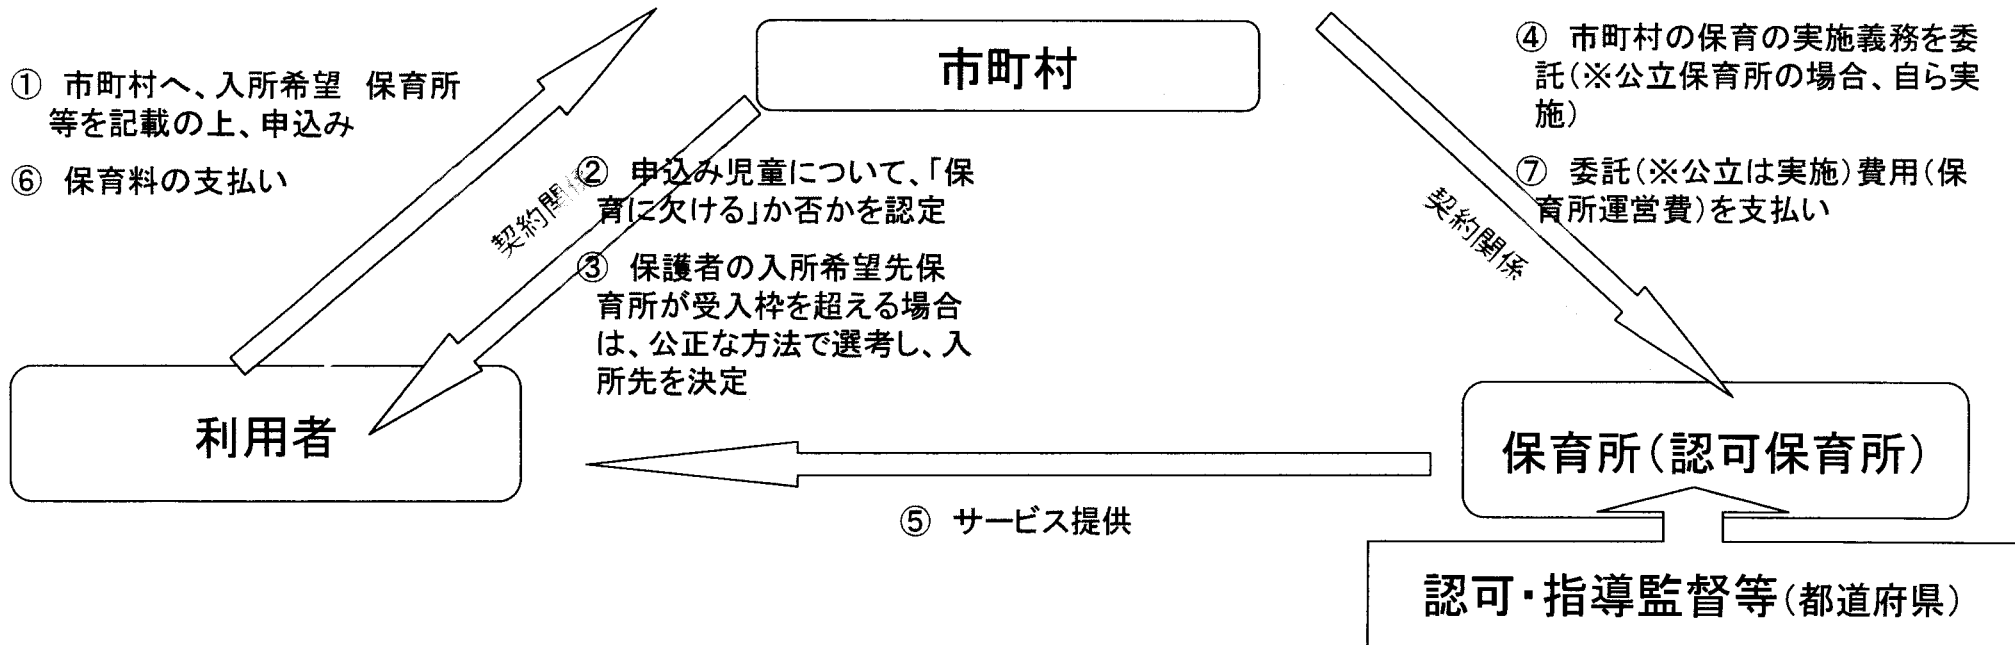 市町村
① 市町村へ、入所希望 保育所
等を記載の上、申込み
⑥ 保育料の支払い
契約関係
② 申込み児童について、「保
育に欠ける」か否かを認定
③ 保護者の入所希望先保
育所が受入枠を超える場合
は、公正な方法で選考し、入
所先を決定
④ 市町村の保育の実施義務を委
託(※公立保育所の場合、自ら実
施)
⑦ 委託(※公立は実施)費用(保
育所運営費)を支払い
契約関係
利用者
保育所(認可保育所)
⑤ サービス提供
認可・指導監督等(都道府県)